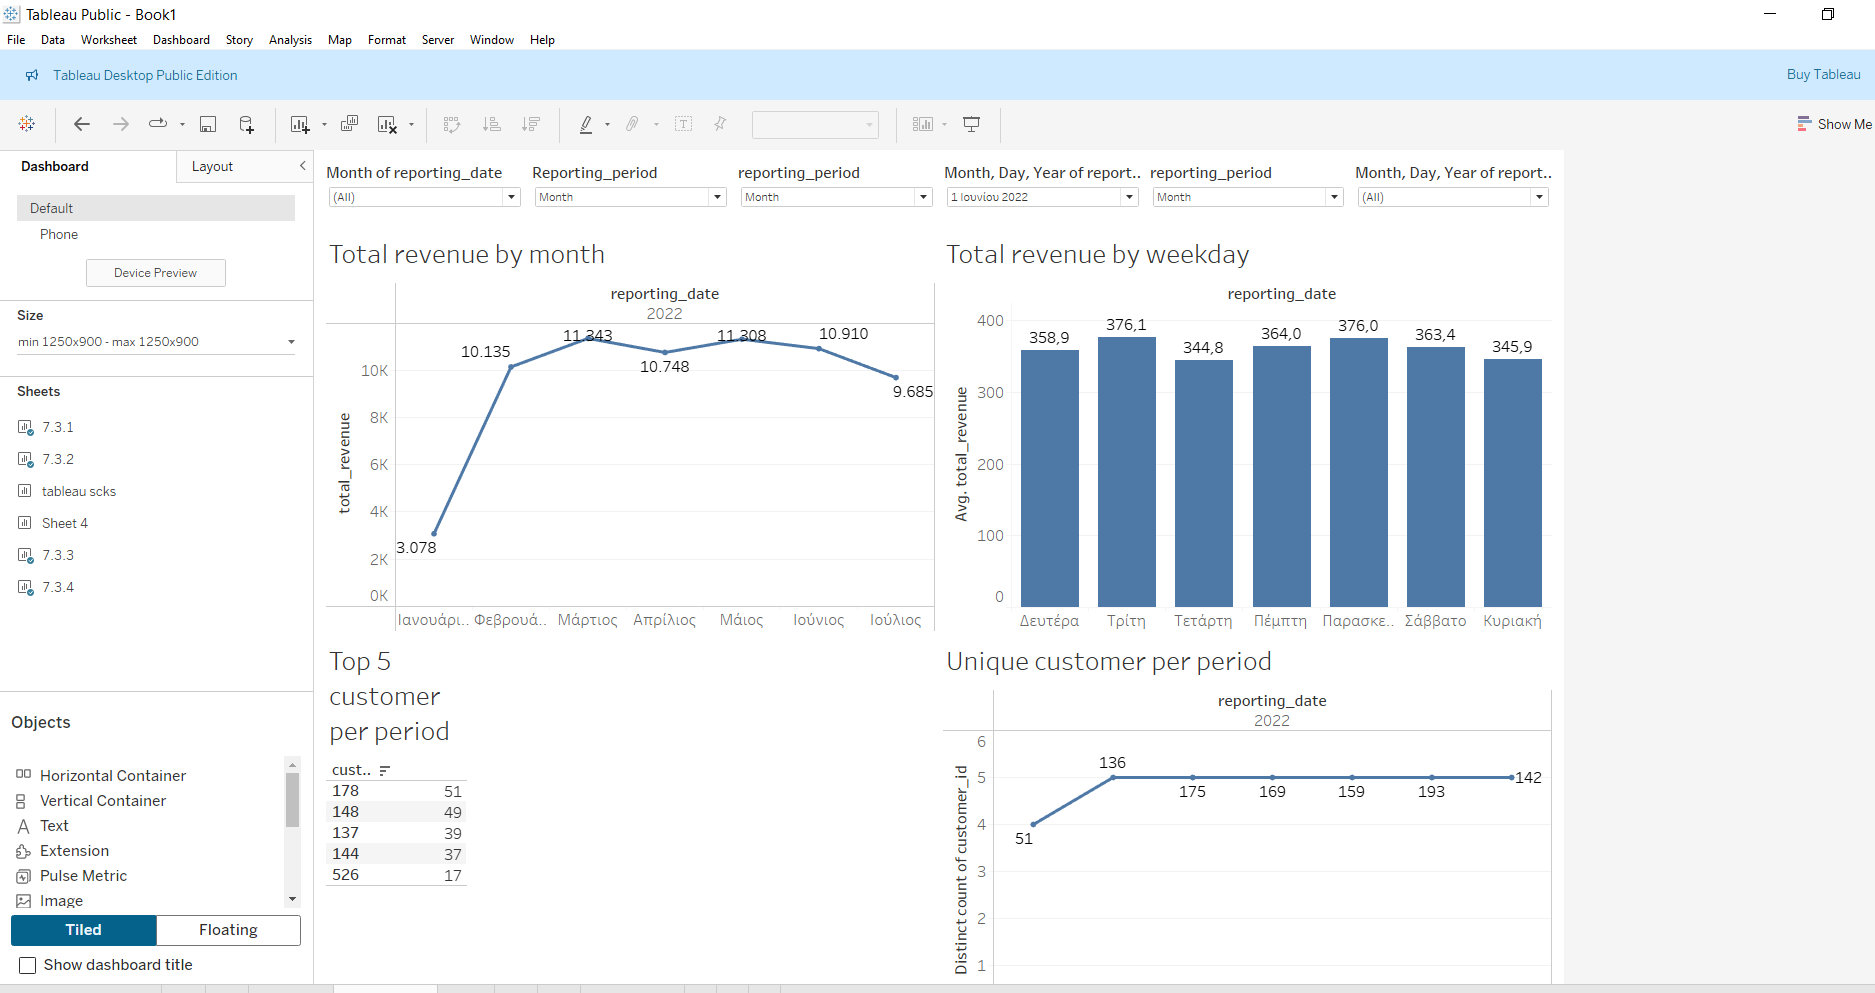 Tableau Public - Book1
File Data Worksheet Dashboard Story Analysis Map Format Server Window Help
Tableau Desktop Public Edition
Buy Tableau
Show Me
Dashboard
Layout
Default
Phone
Device Preview
Size
min 1250x900 - max 1250x900
Sheets
7.3.1
7.3.2
tableau scks
Sheet 4
7.3.3
7.3.4
Objects
Horizontal Container
Vertical Container
Text
Extension
Pulse Metric
Image
Tiled
Floating
Show dashboard title
Month of reporting_date
(All)
Reporting_period
Month
reporting_period
Month
Month, Day, Year of report..
1 Ιουνίου 2022
reporting_period
Month
Month, Day, Year of report..
(All)
Total revenue by month
reporting_date
2022
total_revenue
10K
8K
6K
4K
2K
0K
3.078
10.135
11.343
10.748
11.308
10.910
9.685
Ιανουάρι.. Φεβρουά.. Μάρτιος Απρίλιος Μάιος Ιούνιος Ιούλιος
Total revenue by weekday
reporting_date
Avg. total_revenue
400
300
200
100
0
358,9
376,1
344,8
364,0
376,0
363,4
345,9
Δευτέρα Τρίτη Τετάρτη Πέμπτη Παρασκε.. Σάββατο Κυριακή
Top 5
customer
per period
cust..
178 51
148 49
137 39
144 37
526 17
Unique customer per period
reporting_date
2022
Distinct count of customer_id
6
5
4
3
2
1
51
136
175
169
159
193
142